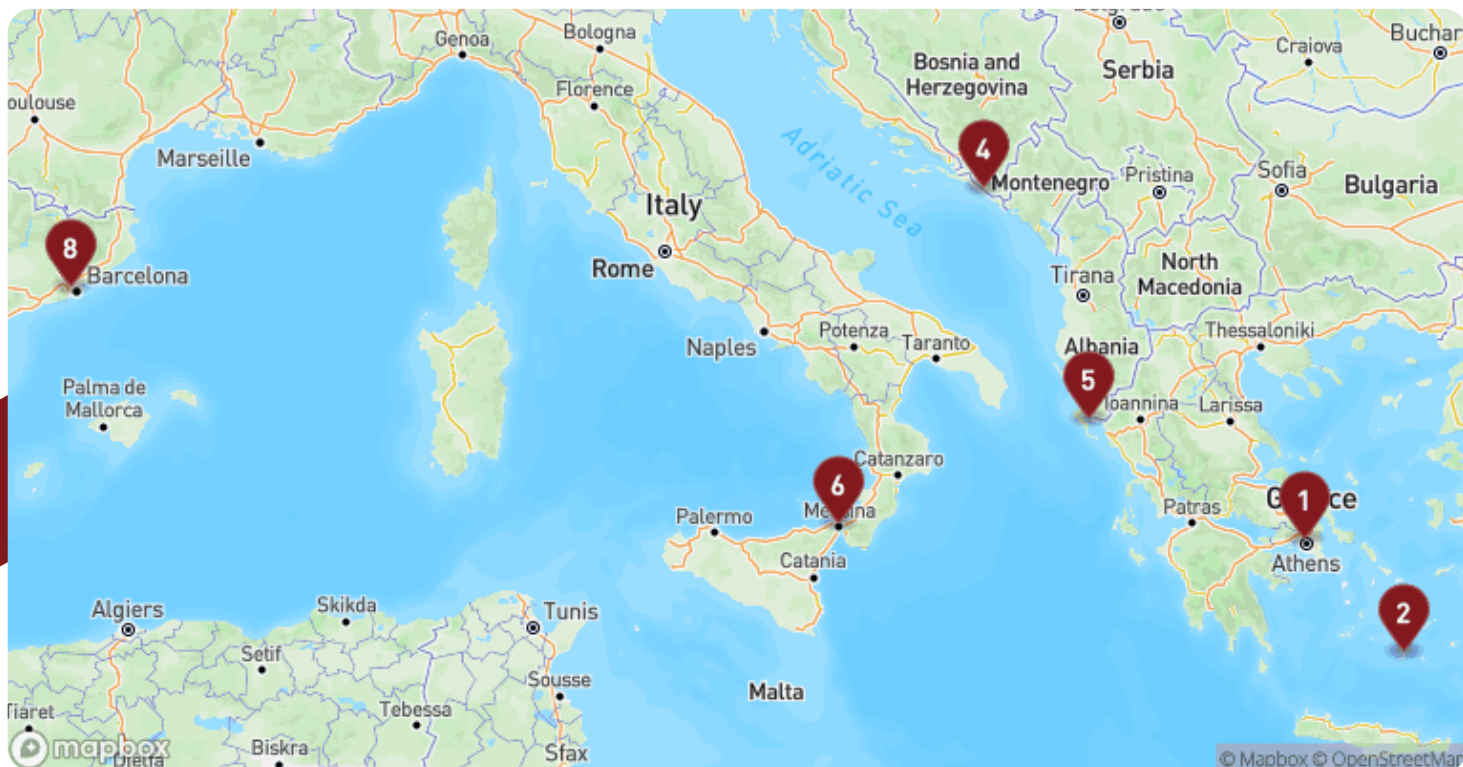 Genoa
Bologna
Craiova
Buchar
Bosnia and
Herzegovina
Serbia
Florence
oulouse
Marseille
Adriatic Sea
4
Montenegro
Pristina
Sofia
Bulgaria
Italy
8
Barcelona
Rome
Tirana
North
Macedonia
Naples
Potenza
Taranto
Albania
Thessaloniki
5
Palma de
Mallorca
Ioannina
Larissa
Catanzaro
6
Palermo
Catania
Patras
1
Athens
2
Algiers
Skikda
Tunis
Setif
Sousse
Malta
Tiaret
Tebessa
mapbox
Biskra
Sfax
© Mapbox © OpenStreetMap